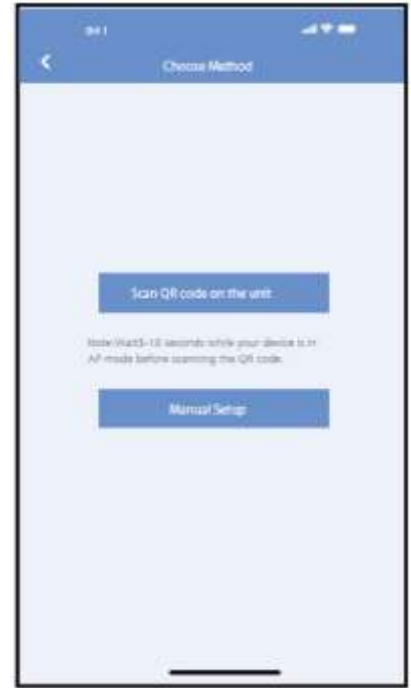 Choose Method
Scan QR code on the unit
Note:Wait5-10 seconds while your device is in
AP mode before scanning the QR code.
Manual Setup